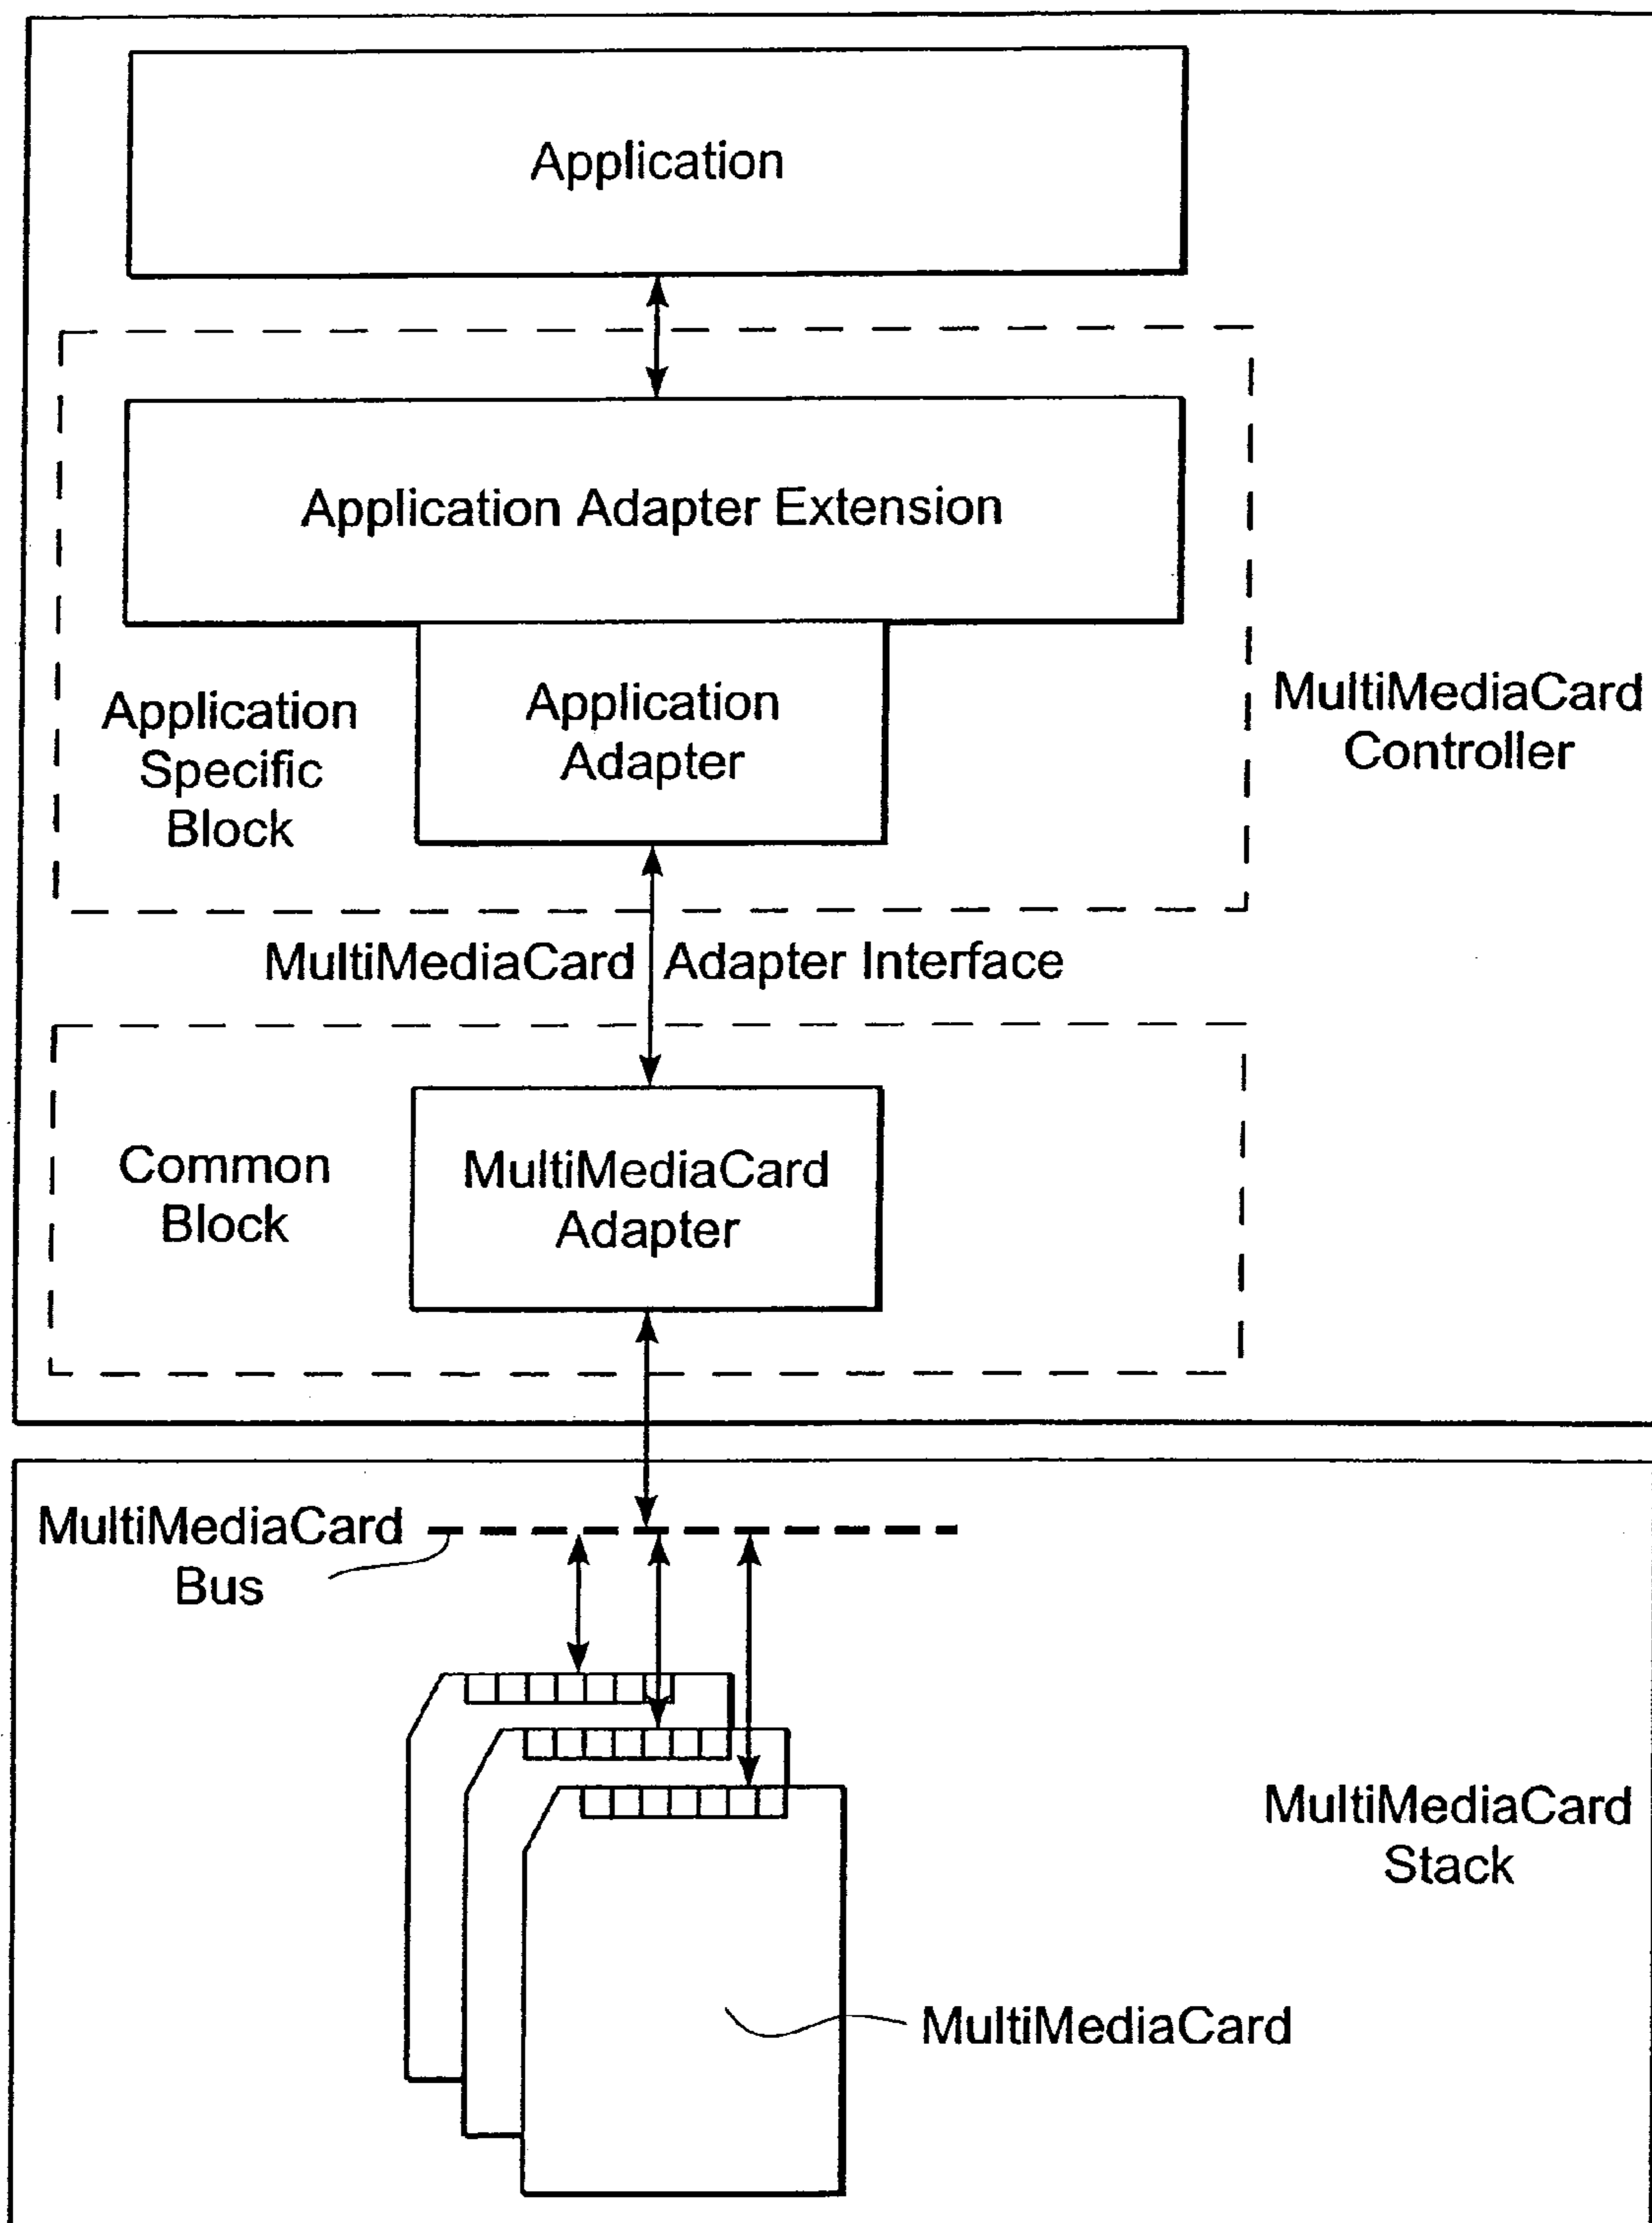 Application
Application Adapter Extension
Application
Specific
Block
Application
Adapter
MultiMediaCard
Controller
MultiMediaCard Adapter Interface
Common
Block
MultiMediaCard
Adapter
MultiMediaCard
Bus
MultiMediaCard
Stack
MultiMediaCard